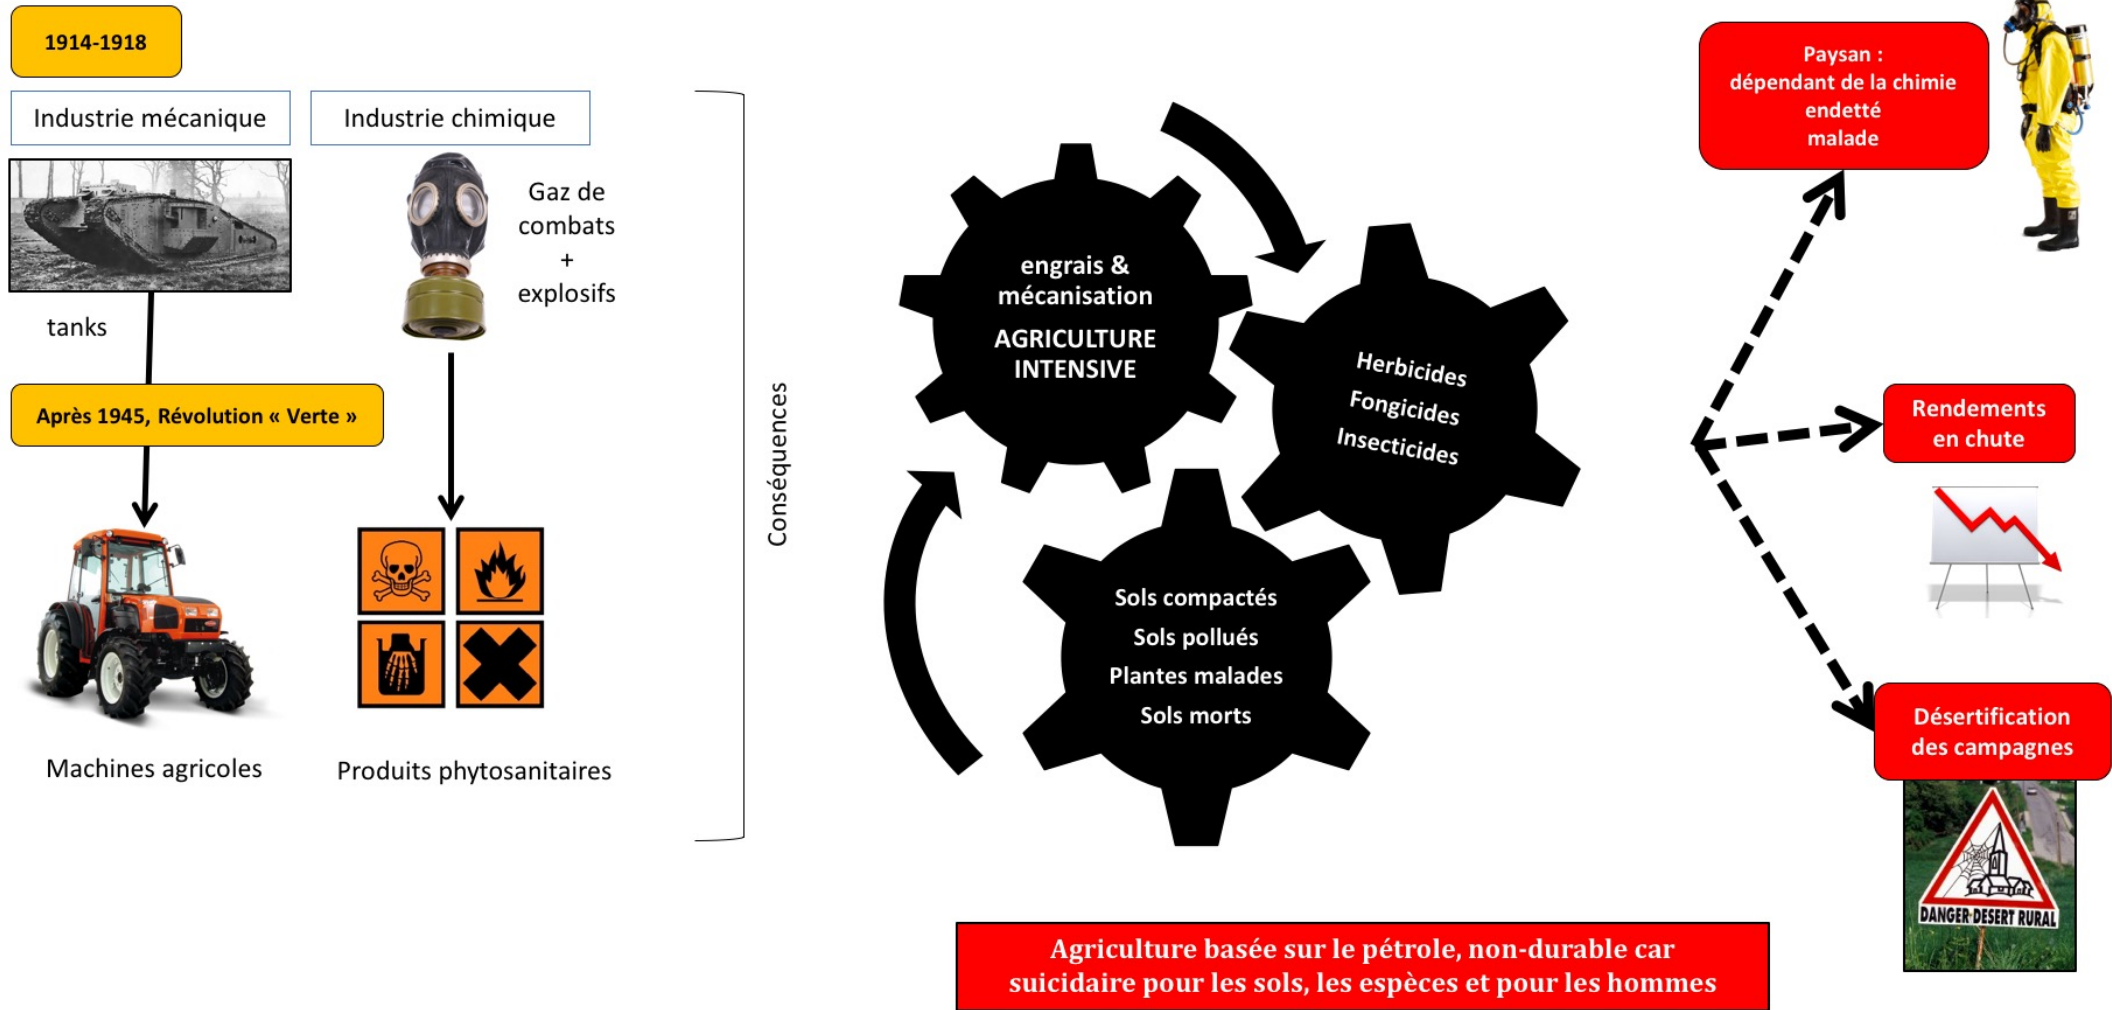 1914-1918
Industrie mécanique
Industrie chimique
Gaz de
combats
+
explosifs
tanks
Après 1945, Révolution « Verte »
Machines agricoles
Produits phytosanitaires
Conséquences
engrais &
mécanisation
AGRICULTURE
INTENSIVE
Herbicides
Fongicides
Insecticides
Sols compactés
Sols pollués
Plantes malades
Sols morts
Paysan :
dépendant de la chimie
endetté
malade
Rendements
en chute
Désertification
des campagnes
DANGER DESERT RURAL
Agriculture basée sur le pétrole, non-durable car
suicidaire pour les sols, les espèces et pour les hommes